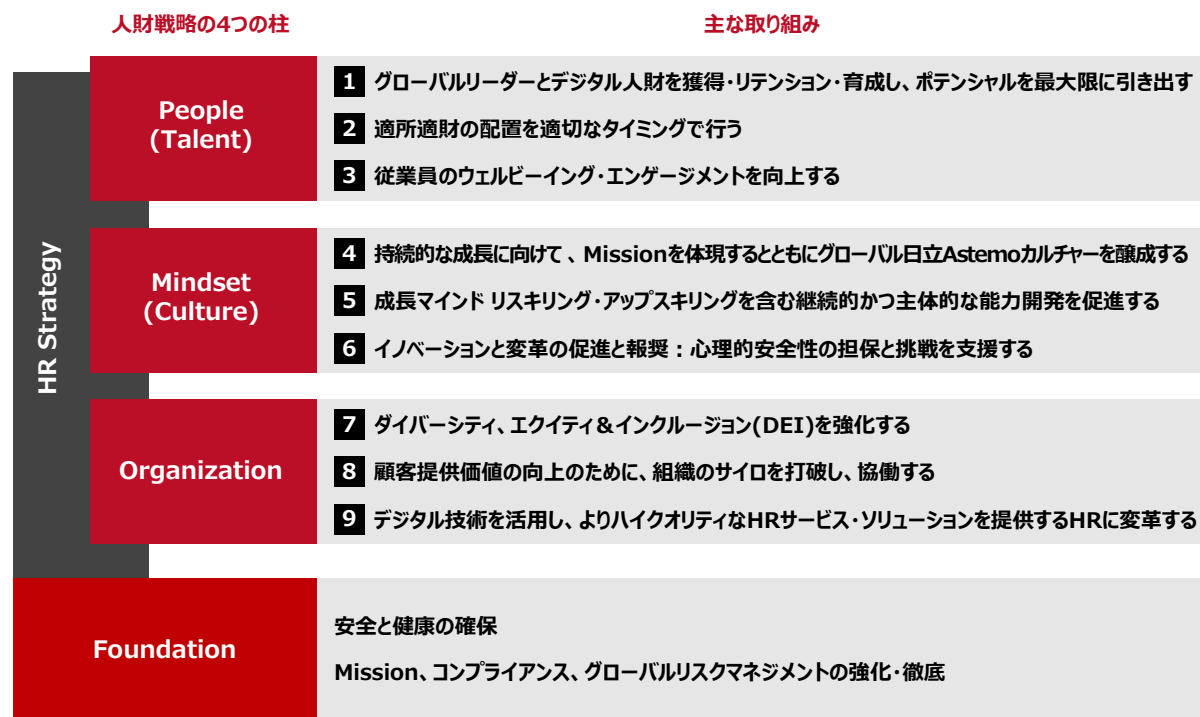 人財戦略の4つの柱
主な取り組み
HR Strategy
People
(Talent)
1 グローバルリーダーとデジタル人財を獲得・リテンション・育成し、ポテンシャルを最大限に引き出す
2 適所適財の配置を適切なタイミングで行う
3 従業員のウェルビーイング・エンゲージメントを向上する
Mindset
(Culture)
4 持続的な成長に向けて、Missionを体現するとともにグローバル日立Astemoカルチャーを醸成する
5 成長マインド リスキリング・アップスキリングを含む継続的かつ主体的な能力開発を促進する
6 イノベーションと変革の促進と報奨：心理的安全性の担保と挑戦を支援する
Organization
7 ダイバーシティ、エクイティ＆インクルージョン(DEI)を強化する
8 顧客提供価値の向上のために、組織のサイロを打破し、協働する
9 デジタル技術を活用し、よりハイクオリティなHRサービス・ソリューションを提供するHRに変革する
Foundation
安全と健康の確保
Mission、コンプライアンス、グローバルリスクマネジメントの強化・徹底